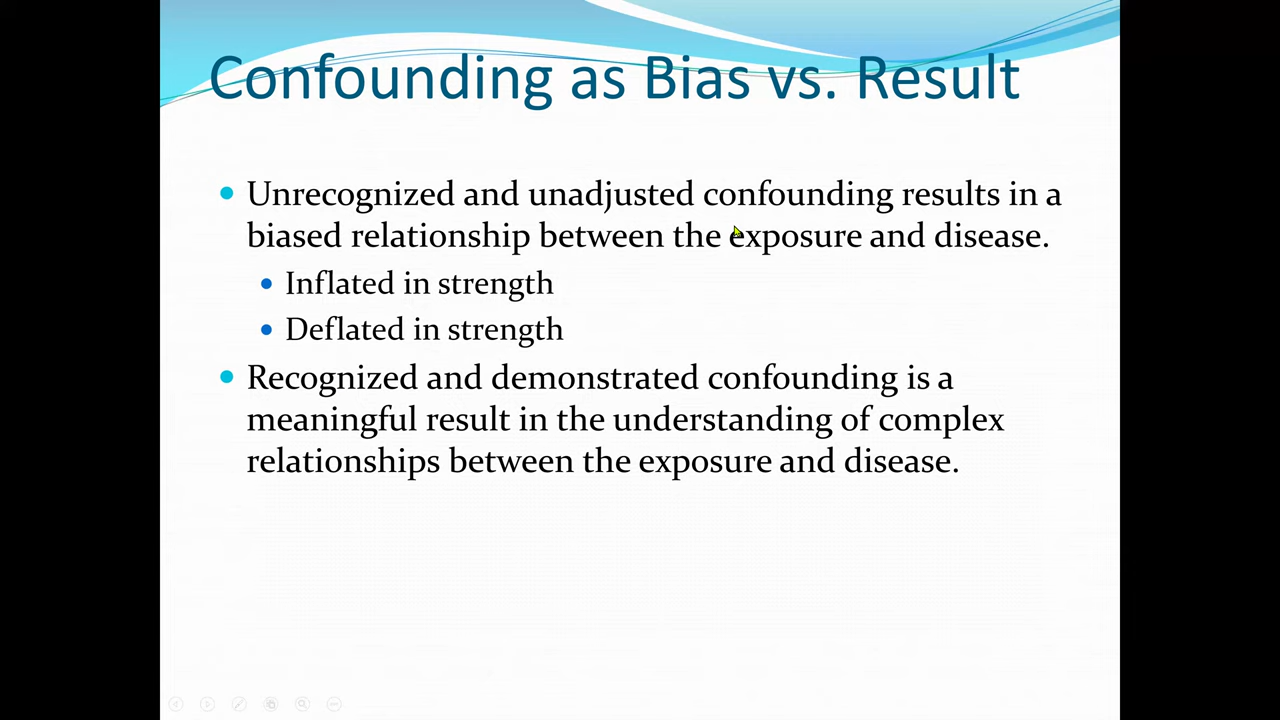 Confounding as Bias vs. Result
• Unrecognized and unadjusted confounding results in a
biased relationship between the exposure and disease.
• Inflated in strength
• Deflated in strength
• Recognized and demonstrated confounding is a
meaningful result in the understanding of complex
relationships between the exposure and disease.